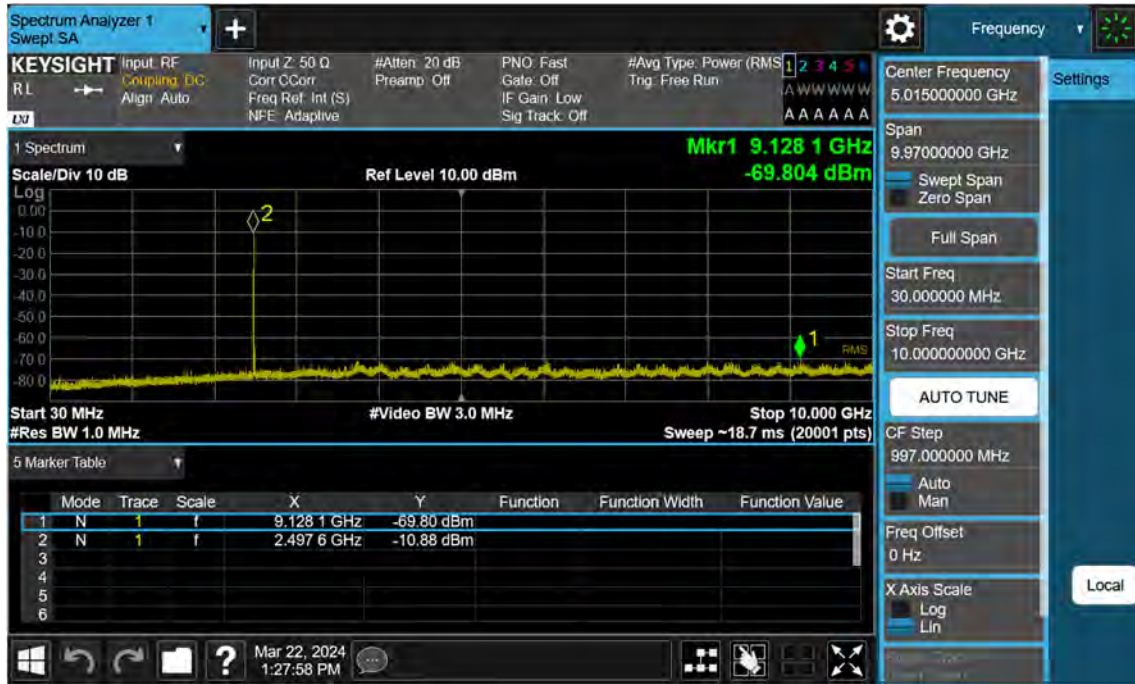 Spectrum Analyzer 1
Swept SA
+
Frequency
KEYSIGHT
RL
LXI
Input: RF
Coupling: DC
Align: Auto
Input Z: 50 Ω
Corr CCorr
Freq Ref: Int (S)
NFE: Adaptive
#Atten: 20 dB
Preamp: Off
PNO: Fast
Gate: Off
IF Gain: Low
Sig Track: Off
#Avg Type: Power (RMS
Trig: Free Run
1 2 3 4 5 6
A W W W W W
A A A A A A
Center Frequency
5.015000000 GHz
Settings
1 Spectrum
Scale/Div 10 dB
Ref Level 10.00 dBm
Mkr1 9.128 1 GHz
-69.804 dBm
Log
0.00
-10.0
-20.0
-30.0
-40.0
-50.0
-60.0
-70.0
-80.0
2
1
RMS
Start 30 MHz
#Res BW 1.0 MHz
#Video BW 3.0 MHz
Stop 10.000 GHz
Sweep ~18.7 ms (20001 pts)
Span
9.97000000 GHz
Swept Span
Zero Span
Full Span
Start Freq
30.000000 MHz
Stop Freq
10.000000000 GHz
AUTO TUNE
CF Step
997.000000 MHz
Auto
Man
Freq Offset
0 Hz
X Axis Scale
Log
Lin
Local
5 Marker Table
Mode Trace Scale X Y Function Function Width Function Value
1 N 1 f 9.128 1 GHz -69.80 dBm
2 N 1 f 2.497 6 GHz -10.88 dBm
3
4
5
6
?
Mar 22, 2024
1:27:58 PM